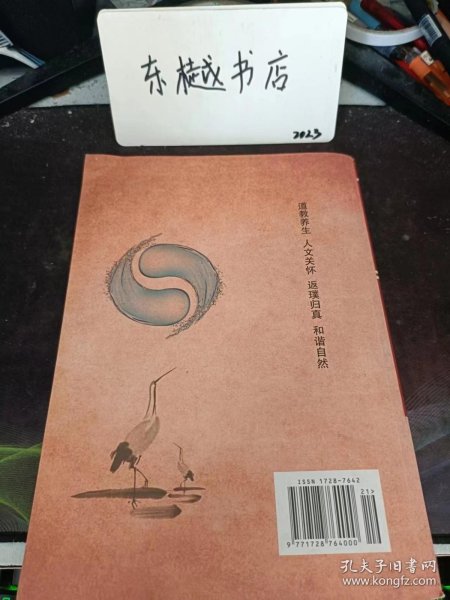 东樾书店
2023
道教养生 人文关怀 返璞归真 和谐自然
ISSN 1728-7642
21>
9 771728 764000
孔夫子旧书网
www.kongfz.com